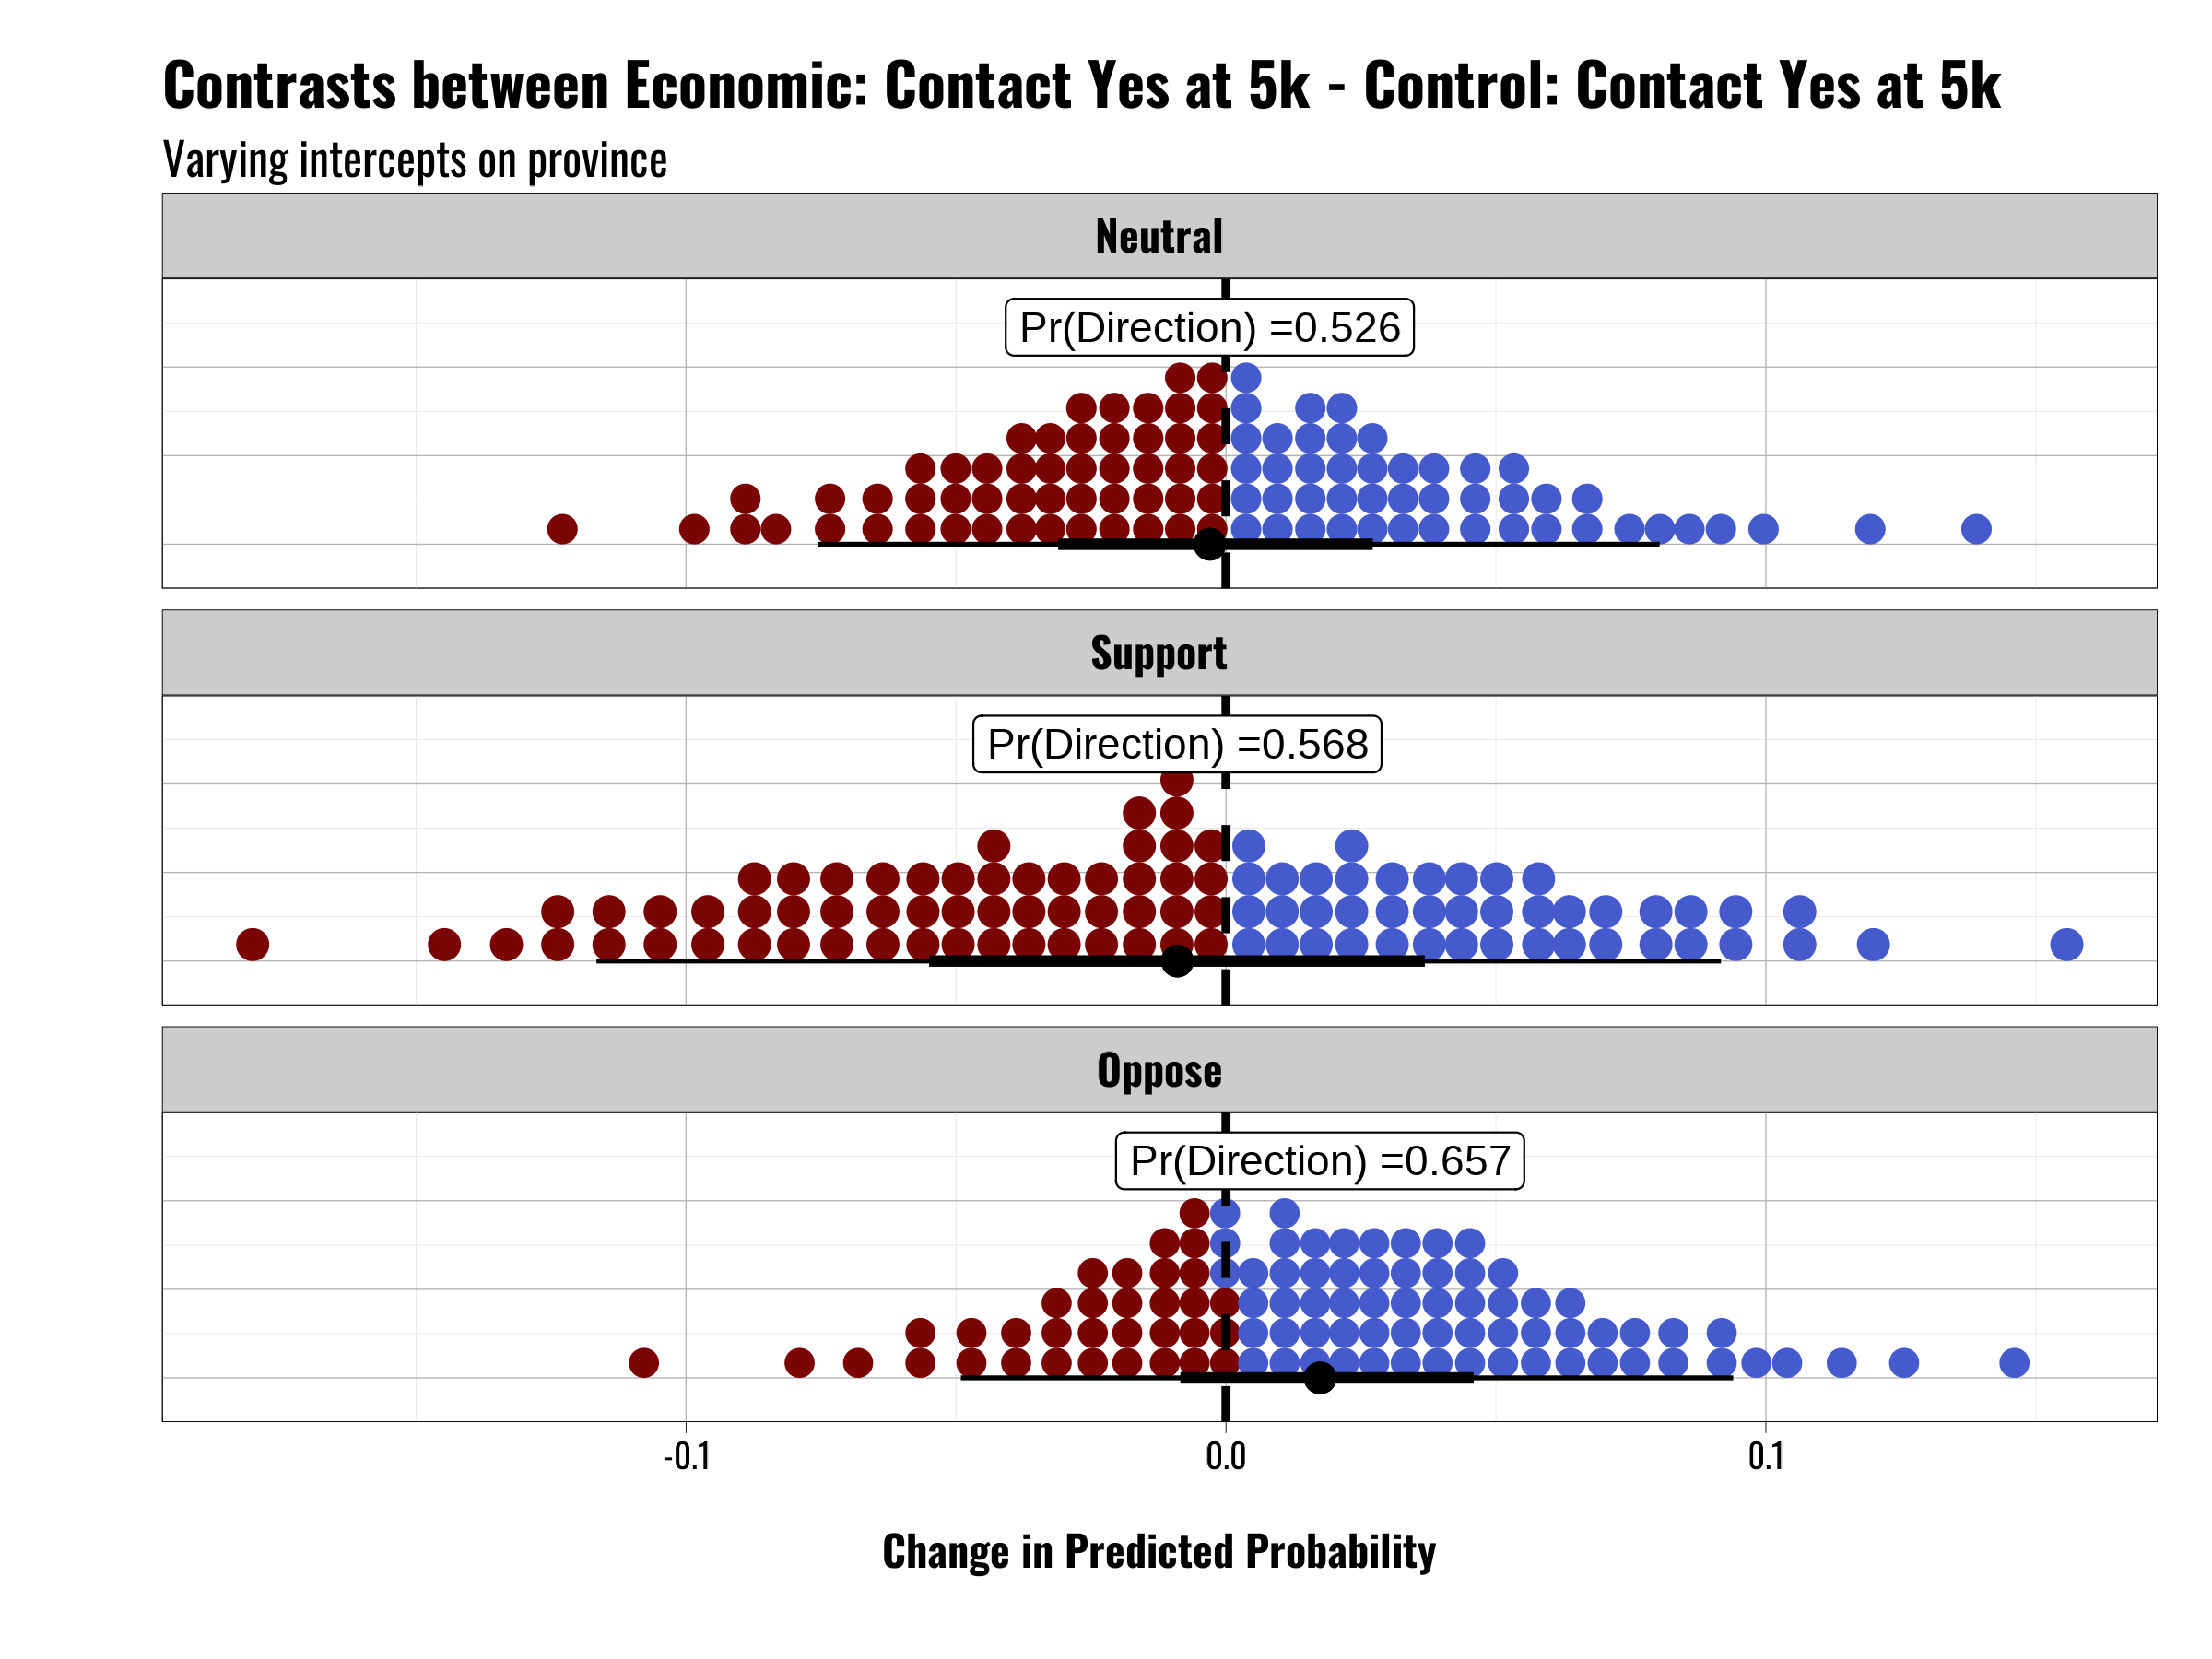 Contrasts between Economic: Contact Yes at 5k - Control: Contact Yes at 5k
Varying intercepts on province
Neutral
Pr(Direction) =0.526
Support
Pr(Direction) =0.568
Oppose
Pr(Direction) =0.657
-0.1 0.0 0.1
Change in Predicted Probability